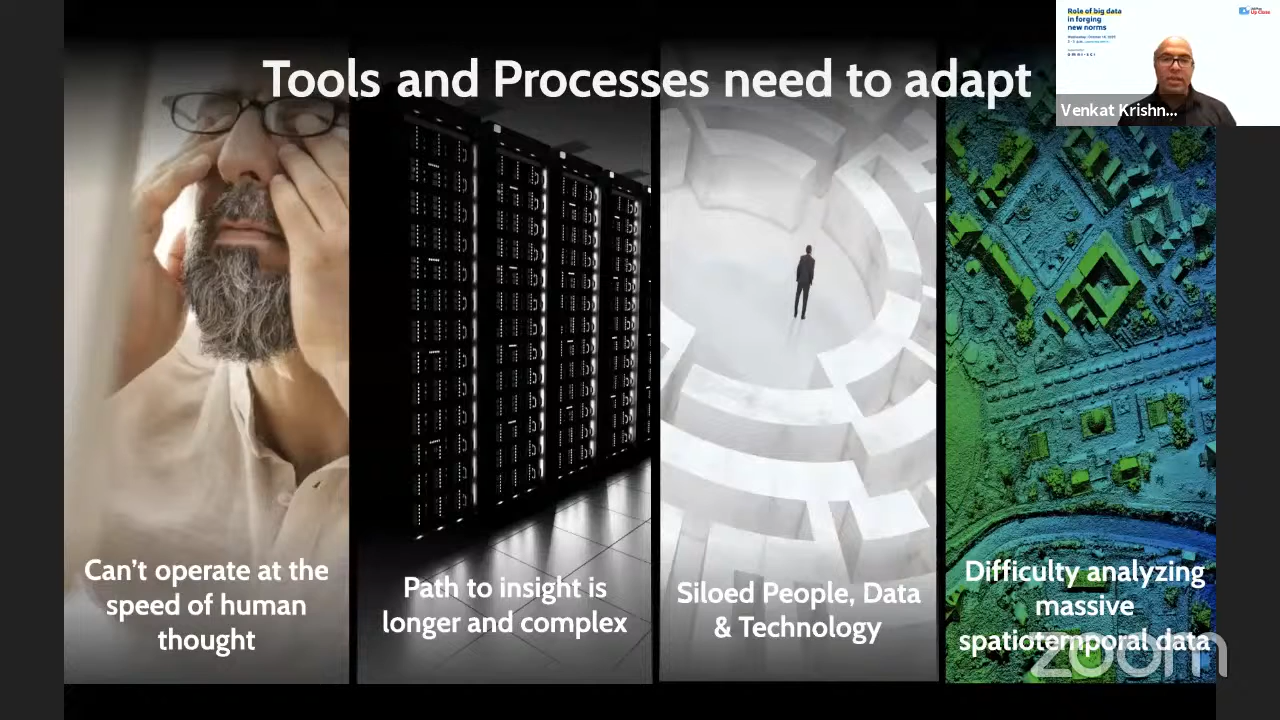 Tools and Processes need to adapt
Can't operate at the
speed of human
thought
Path to insight is
longer and complex
Siloed People, Data
& Technology
Difficulty analyzing
massive
spatiotemporal data
zoom
Role of big data
in forging
new norms
Venkat Krishn...